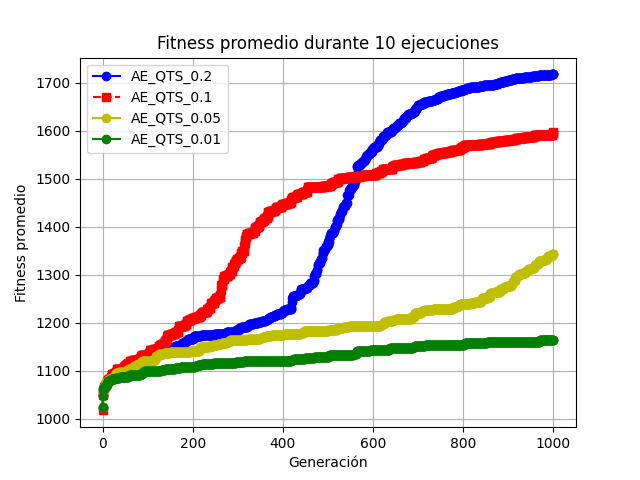 Fitness promedio durante 10 ejecuciones
AE_QTS_0.2
AE_QTS_0.1
AE_QTS_0.05
AE_QTS_0.01
Fitness promedio
1700
1600
1500
1400
1300
1200
1100
1000
0 200 400 600 800 1000
Generación